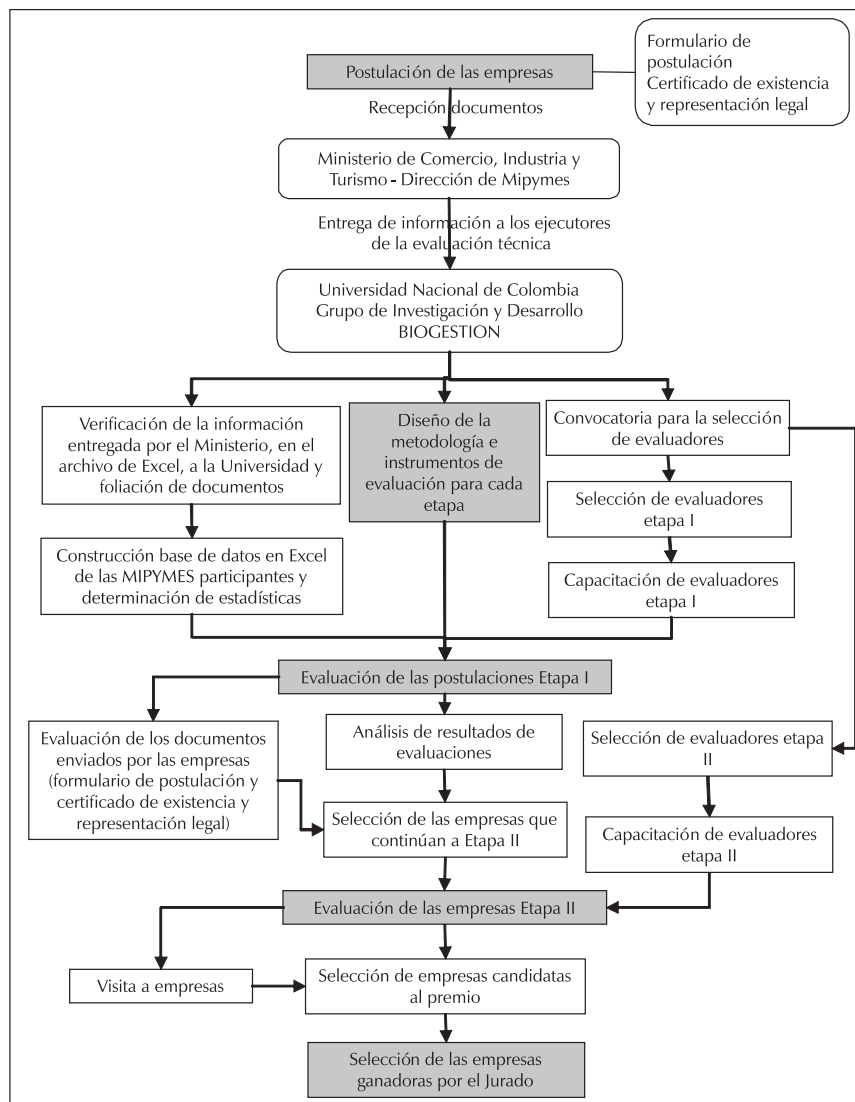 Postulación de las empresas
Formulario de
postulación
Certificado de existencia
y representación legal
Recepción documentos
Ministerio de Comercio, Industria y
Turismo - Dirección de Mipymes
Entrega de información a los ejecutores
de la evaluación técnica
Universidad Nacional de Colombia
Grupo de Investigación y Desarrollo
BIOGESTION
Verificación de la información
entregada por el Ministerio, en el
archivo de Excel, a la Universidad y
foliación de documentos
Diseño de la
metodología e
instrumentos de
evaluación para cada
etapa
Convocatoria para la selección
de evaluadores
Selección de evaluadores
etapa I
Construcción base de datos en Excel
de las MIPYMES participantes y
determinación de estadísticas
Capacitación de evaluadores
etapa I
Evaluación de las postulaciones Etapa I
Evaluación de los documentos
enviados por las empresas
(formulario de postulación y
certificado de existencia y
representación legal)
Análisis de resultados de
evaluaciones
Selección de evaluadores etapa
II
Selección de las empresas que
continúan a Etapa II
Capacitación de evaluadores
etapa II
Evaluación de las empresas Etapa II
Visita a empresas
Selección de empresas candidatas
al premio
Selección de las empresas
ganadoras por el Jurado